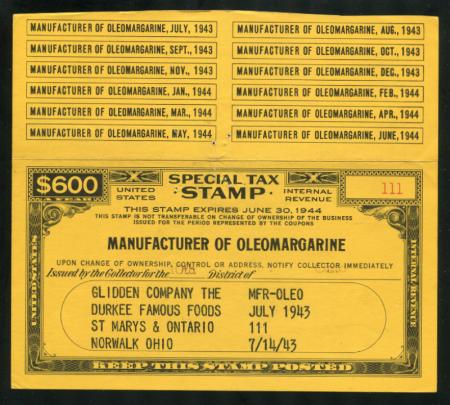 MANUFACTURER OF OLEOMARGARINE, JULY, 1943
MANUFACTURER OF OLEOMARGARINE, AUG., 1943
MANUFACTURER OF OLEOMARGARINE, SEPT., 1943
MANUFACTURER OF OLEOMARGARINE, OCT., 1943
MANUFACTURER OF OLEOMARGARINE, NOV., 1943
MANUFACTURER OF OLEOMARGARINE, DEC., 1943
MANUFACTURER OF OLEOMARGARINE, JAN., 1944
MANUFACTURER OF OLEOMARGARINE, FEB., 1944
MANUFACTURER OF OLEOMARGARINE, MAR., 1944
MANUFACTURER OF OLEOMARGARINE, APR., 1944
MANUFACTURER OF OLEOMARGARINE, MAY, 1944
MANUFACTURER OF OLEOMARGARINE, JUNE, 1944
$600
A YEAR
UNITED STATES
SPECIAL TAX
STAMP
INTERNAL REVENUE
111
THIS STAMP EXPIRES JUNE 30, 1944
THIS STAMP IS NOT TRANSFERABLE ON CHANGE OF OWNERSHIP OF THE BUSINESS
ISSUED FOR THE PERIOD REPRESENTED BY THE COUPONS
MANUFACTURER OF OLEOMARGARINE
UPON CHANGE OF OWNERSHIP, CONTROL OR ADDRESS, NOTIFY COLLECTOR IMMEDIATELY
Issued by the Collector for the 10th District of
GLIDDEN COMPANY THE MFR-OLEO
DURKEE FAMOUS FOODS JULY 1943
ST MARYS & ONTARIO 111
NORWALK OHIO 7/14/43
UNITED STATES
INTERNAL REVENUE
KEEP THIS STAMP POSTED